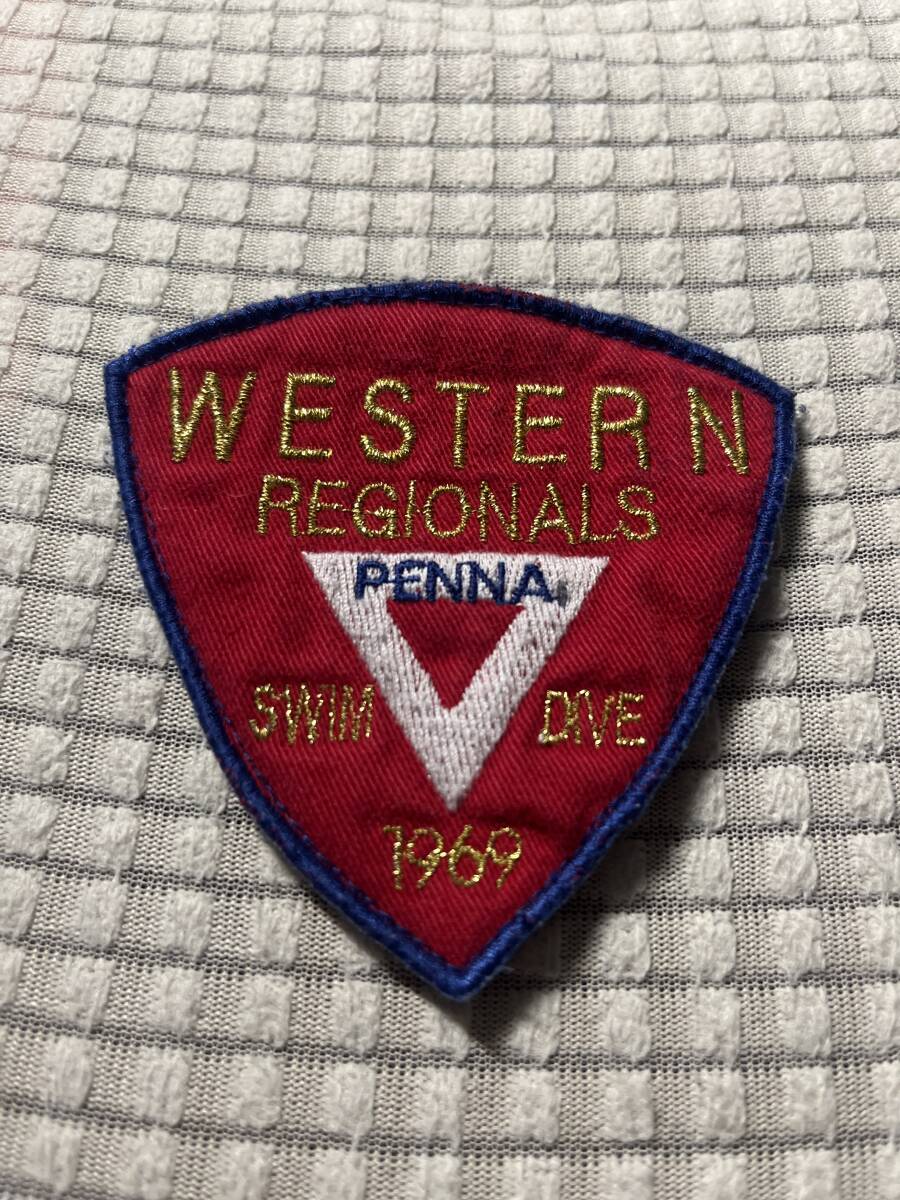 WESTERN
REGIONALS
PENNA.
SWIM DIVE
1969